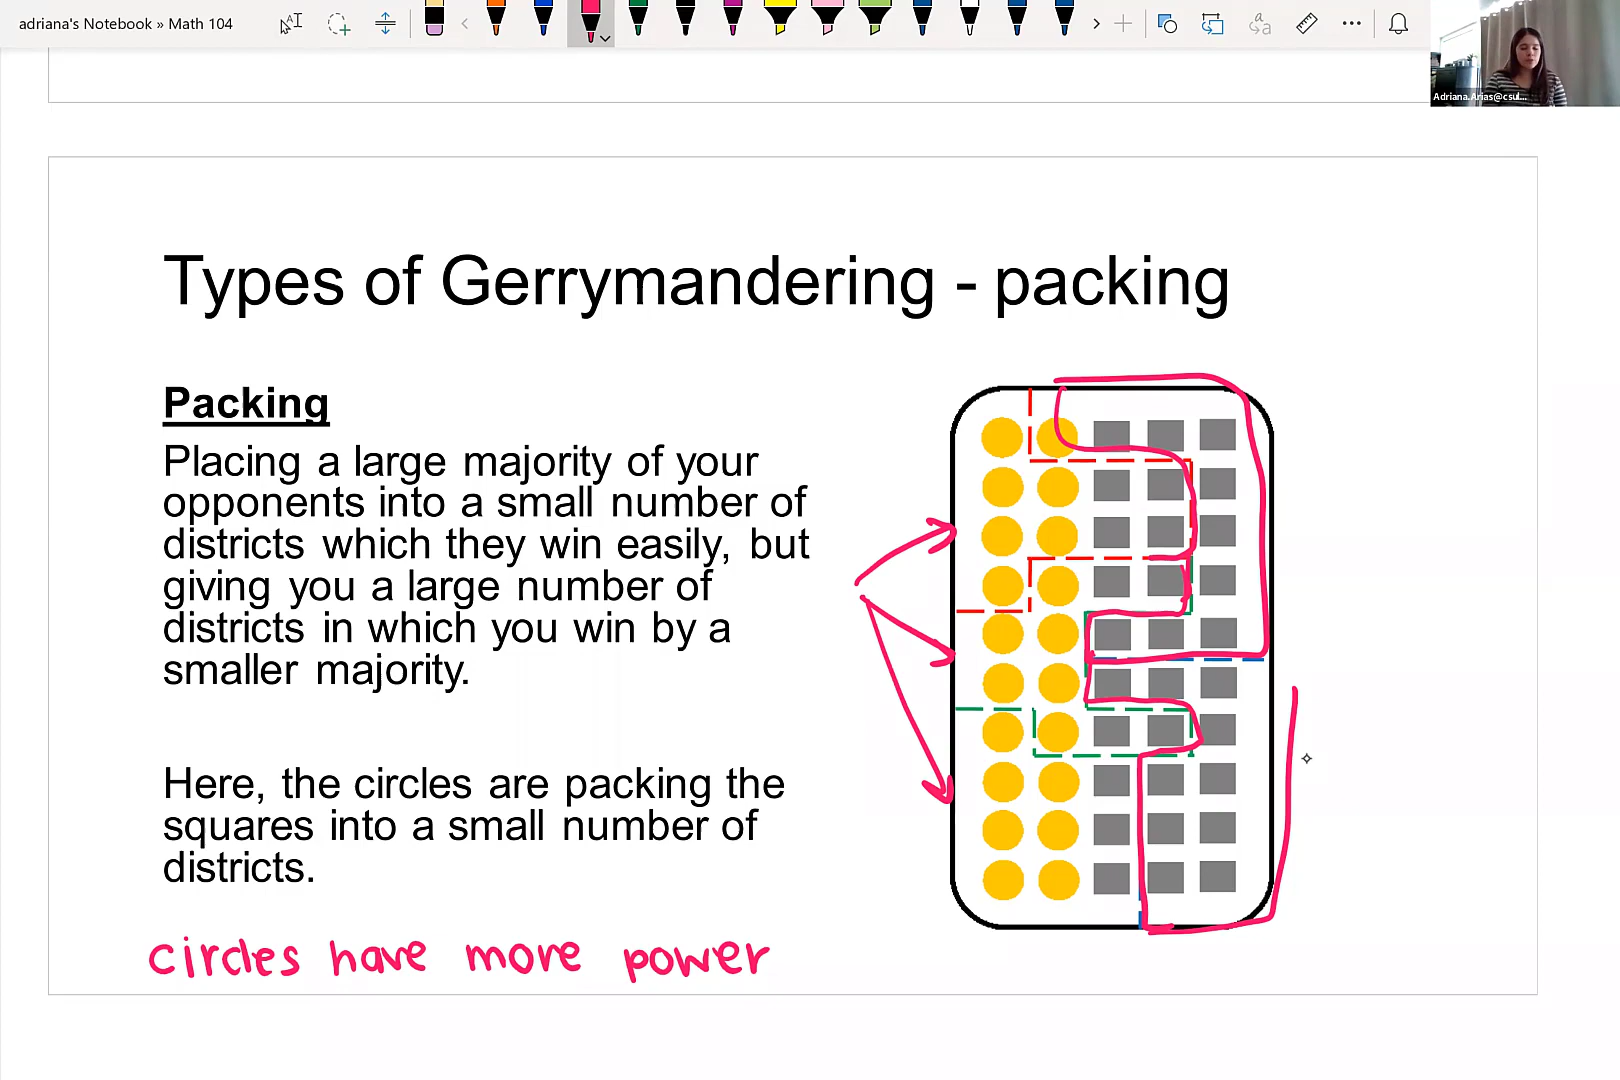 adriana's Notebook » Math 104
Adriana.Arias@csul...
Types of Gerrymandering - packing
Packing
Placing a large majority of your
opponents into a small number of
districts which they win easily, but
giving you a large number of
districts in which you win by a
smaller majority.
Here, the circles are packing the
squares into a small number of
districts.
circles have more power